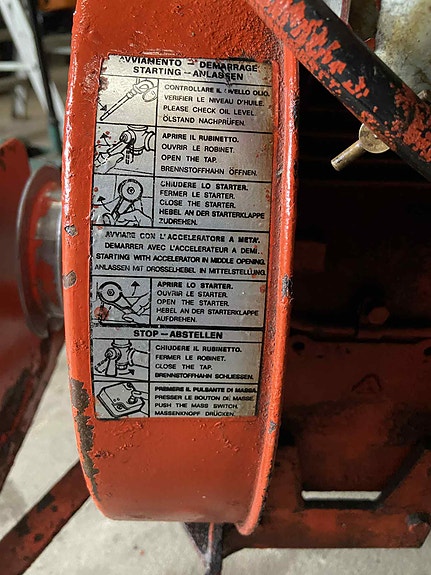 AVVIAMENTO – DEMARRAGE
STARTING – ANLASSEN
CONTROLLARE IL LIVELLO OLIO.
VERIFIER LE NIVEAU D'HUILE.
PLEASE CHECK OIL LEVEL.
ÖLSTAND NACHPRÜFEN.
APRIRE IL RUBINETTO.
OUVRIR LE ROBINET.
OPEN THE TAP.
BRENNSTOFFHAHN ÖFFNEN.
CHIUDERE LO STARTER.
FERMER LE STARTER.
CLOSE THE STARTER.
HEBEL AN DER STARTERKLAPPE
ZUDREHEN.
AVVIARE CON L'ACCELERATORE A METÀ.
DEMARRER AVEC L'ACCELERATEUR A DEMI.
STARTING WITH ACCELERATOR IN MIDDLE OPENING.
ANLASSEN MIT DROSSELHEBEL IN MITTELSTELLUNG.
APRIRE LO STARTER.
OUVRIR LE STARTER.
OPEN THE STARTER.
HEBEL AN DER STARTERKLAPPE
AUFDREHEN.
STOP – ABSTELLEN
CHIUDERE IL RUBINETTO.
FERMER LE ROBINET.
CLOSE THE TAP.
BRENNSTOFFHAHN SCHLIESSEN.
PREMERE IL PULSANTE DI MASSA.
PRESSER LE BOUTON DE MASSE
PUSH THE MASS SWITCH.
MASSENKNOPF DRÜCKEN.